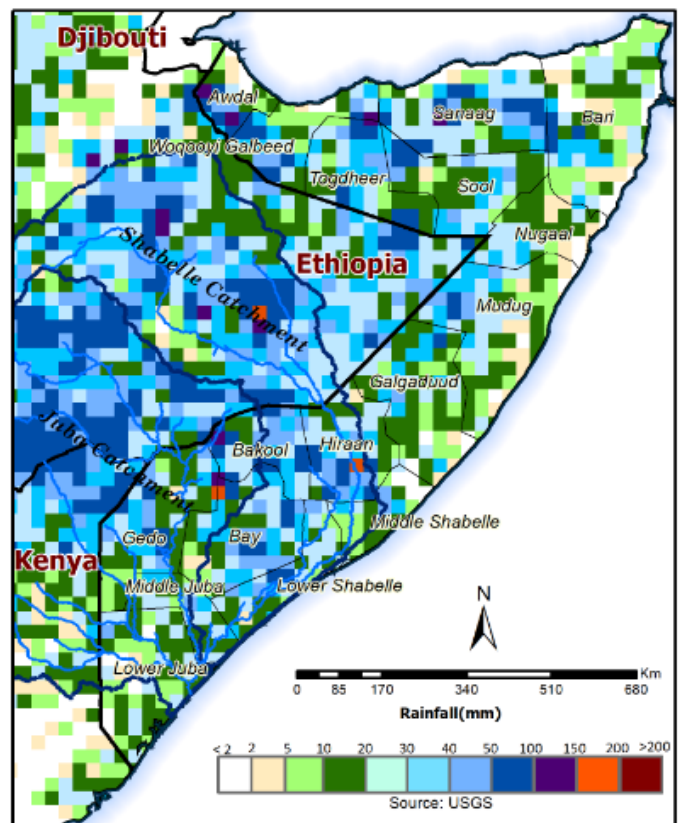 Djibouti
Awdal
Sanaag
Bari
Woqooyi Galbeed
Togdheer
Sool
Nugaal
Shabelle Catchment
Ethiopia
Mudug
Galgaduud
Juba Catchment
Bakool
Hiraan
Middle Shabelle
Gedo
Bay
Kenya
Middle Juba
Lower Shabelle
N
Lower Juba
Km
0 85 170 340 510 680
Rainfall(mm)
< 2 2 5 10 20 30 40 50 100 150 200 >200
Source: USGS